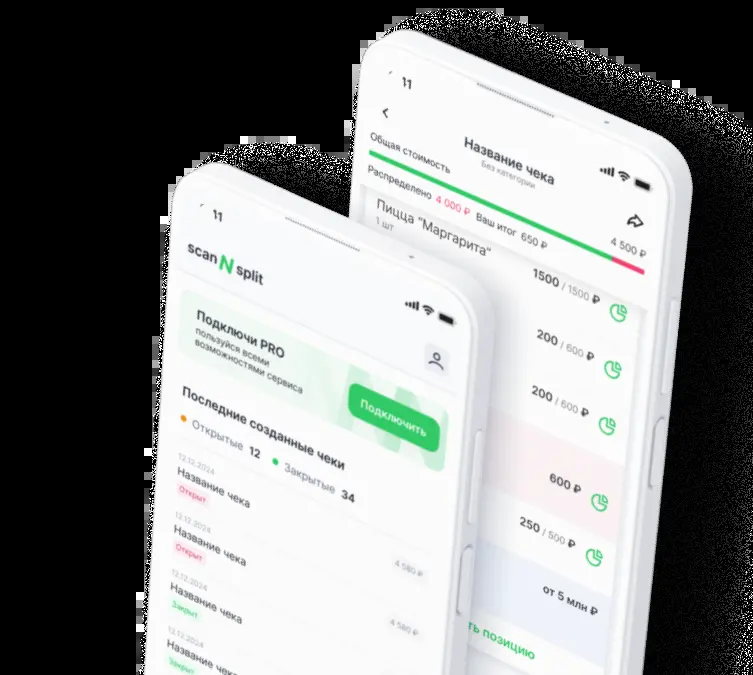 11
scan N split
Подключи PRO
пользуйся всеми
возможностями сервиса
Подключить
Последние созданные чеки
Открытые 12 Закрытые 34
12.12.2024
Название чека
Открыт
4 580 ₽
12.12.2024
Название чека
Открыт
4 580 ₽
12.12.2024
Название чека
Закрыт
12.12.2024
Название чека
Закрыт
11
Название чека
Без категории
Общая стоимость
4 500 ₽
Распределено 4 000 ₽ Ваш итог 650 ₽
Пицца "Маргарита"
1 шт
1500 / 1500 ₽
200 / 600 ₽
200 / 600 ₽
600 ₽
250 / 500 ₽
от 5 млн ₽
ть позицию